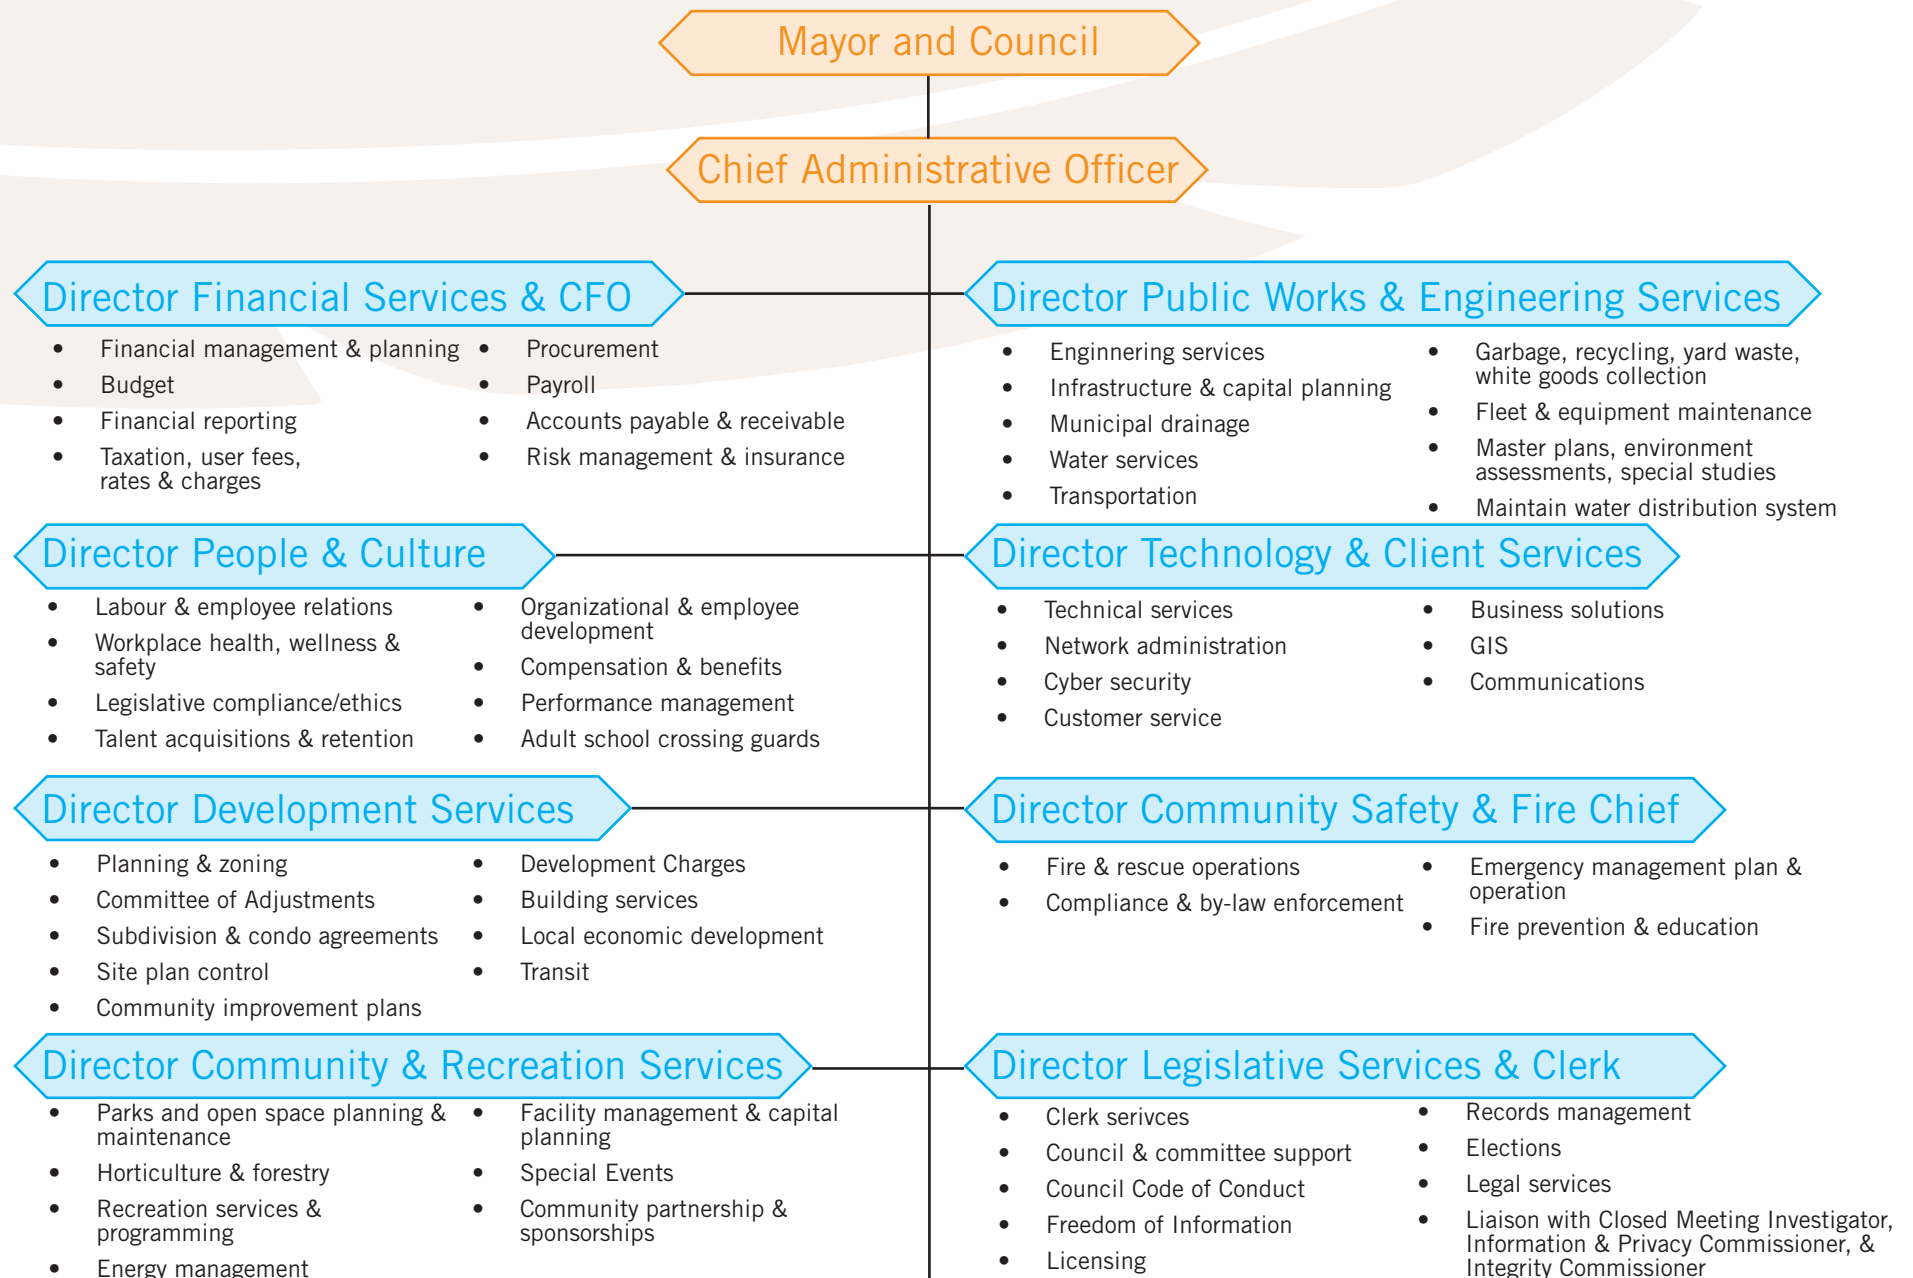 Mayor and Council
Chief Administrative Officer
Director Financial Services & CFO
• Financial management & planning
• Budget
• Financial reporting
• Taxation, user fees,
rates & charges
• Procurement
• Payroll
• Accounts payable & receivable
• Risk management & insurance
Director Public Works & Engineering Services
• Enginnering services
• Infrastructure & capital planning
• Municipal drainage
• Water services
• Transportation
• Garbage, recycling, yard waste,
white goods collection
• Fleet & equipment maintenance
• Master plans, environment
assessments, special studies
• Maintain water distribution system
Director People & Culture
• Labour & employee relations
• Workplace health, wellness &
safety
• Legislative compliance/ethics
• Talent acquisitions & retention
• Organizational & employee
development
• Compensation & benefits
• Performance management
• Adult school crossing guards
Director Technology & Client Services
• Technical services
• Network administration
• Cyber security
• Customer service
• Business solutions
• GIS
• Communications
Director Development Services
• Planning & zoning
• Committee of Adjustments
• Subdivision & condo agreements
• Site plan control
• Community improvement plans
• Development Charges
• Building services
• Local economic development
• Transit
Director Community Safety & Fire Chief
• Fire & rescue operations
• Compliance & by-law enforcement
• Emergency management plan &
operation
• Fire prevention & education
Director Community & Recreation Services
• Parks and open space planning &
maintenance
• Horticulture & forestry
• Recreation services &
programming
• Energy management
• Facility management & capital
planning
• Special Events
• Community partnership &
sponsorships
Director Legislative Services & Clerk
• Clerk serivces
• Council & committee support
• Council Code of Conduct
• Freedom of Information
• Licensing
• Records management
• Elections
• Legal services
• Liaison with Closed Meeting Investigator,
Information & Privacy Commissioner, &
Integrity Commissioner